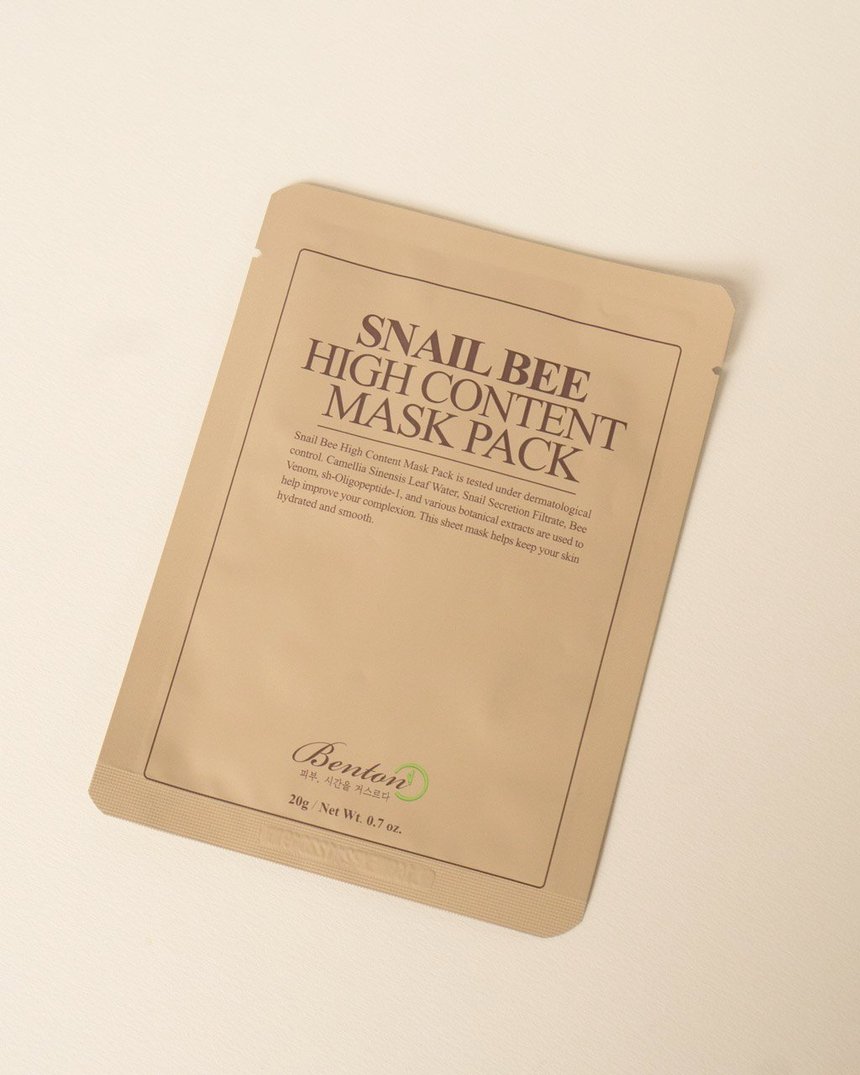 SNAIL BEE
HIGH CONTENT
MASK PACK
Snail Bee High Content Mask Pack is tested under dermatological
control. Camellia Sinensis Leaf Water, Snail Secretion Filtrate, Bee
Venom, sh-Oligopeptide-1, and various botanical extracts are used to
help improve your complexion. This sheet mask helps keep your skin
hydrated and smooth.
Benton
피부, 시간을 거스르다
20g / Net Wt. 0.7 oz.